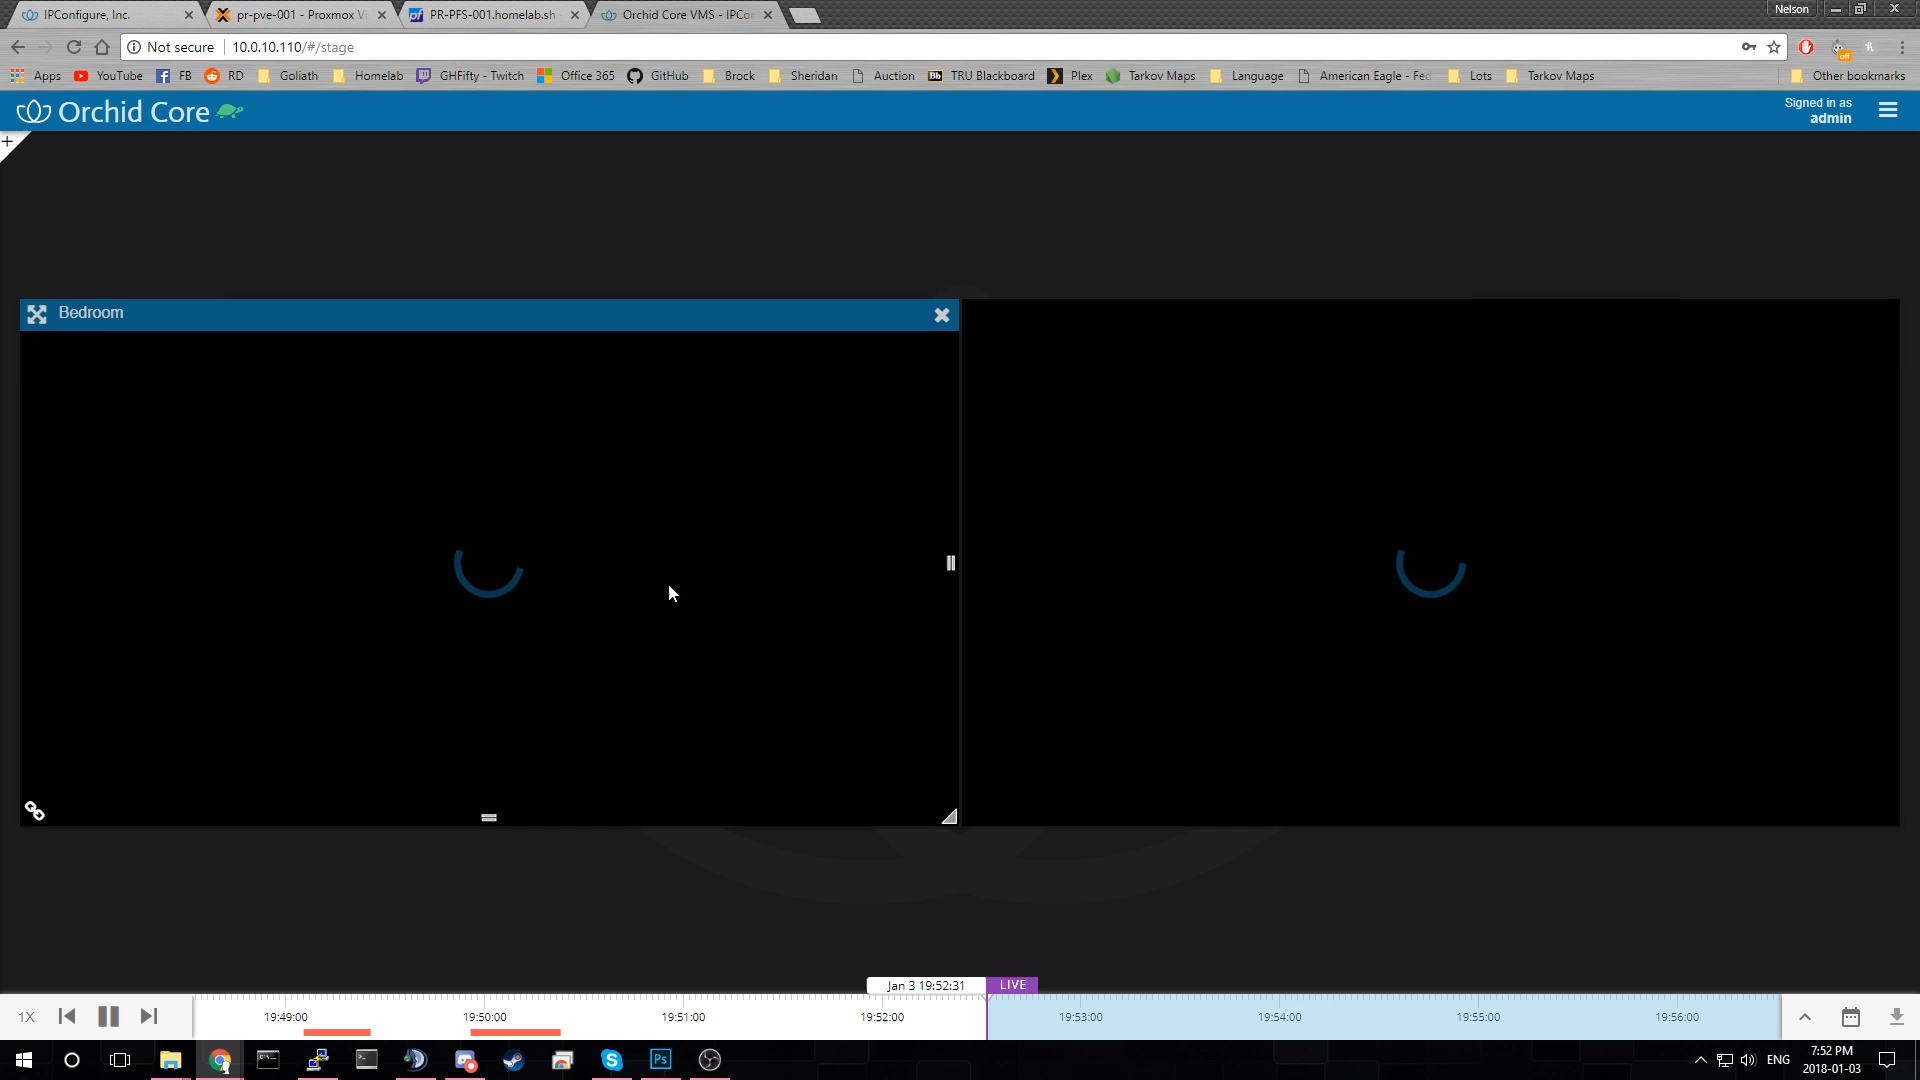 IPConfigure, Inc.
pr-pve-001 - Proxmox Vi
PR-PFS-001.homelab.sh
Orchid Core VMS - IPCo
Nelson
Not secure
10.0.10.110/#/stage
Apps
YouTube
FB
RD
Goliath
Homelab
GHFifty - Twitch
Office 365
GitHub
Brock
Sheridan
Auction
Bb
TRU Blackboard
Plex
Tarkov Maps
Language
American Eagle - Fed
Lots
Tarkov Maps
Other bookmarks
off
Orchid Core
Signed in as
admin
Bedroom
Jan 3 19:52:31
LIVE
1X
19:49:00
19:50:00
19:51:00
19:52:00
19:53:00
19:54:00
19:55:00
19:56:00
Ps
ENG
7:52 PM
2018-01-03